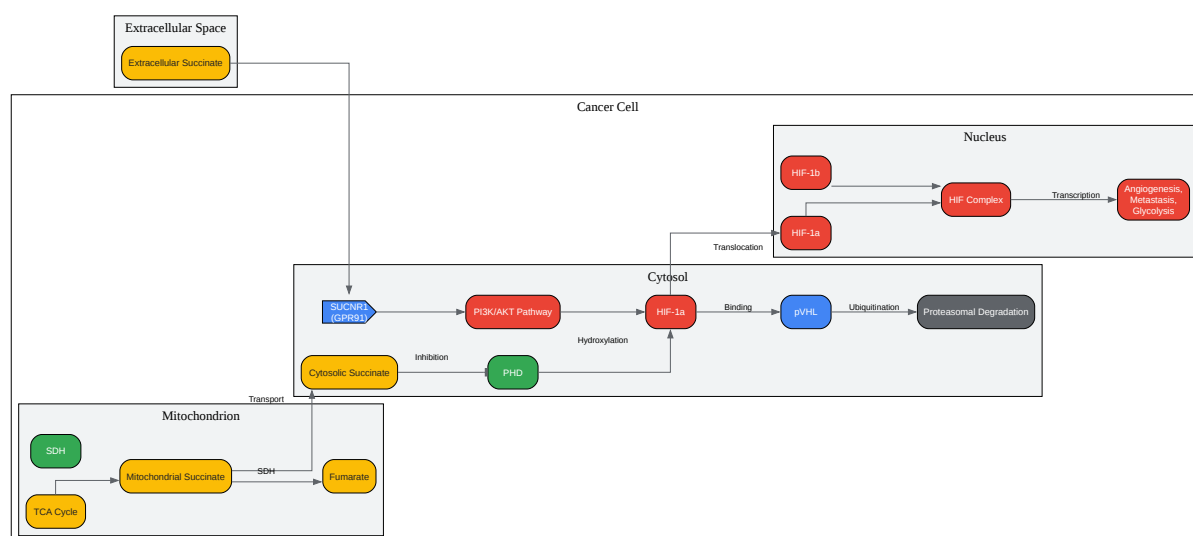 Extracellular Space
Extracellular Succinate
Cancer Cell
Nucleus
HIF-1b
HIF-1a
HIF Complex
Transcription
Angiogenesis,
Metastasis,
Glycolysis
Translocation
Cytosol
SUCNR1
(GPR91)
PI3K/AKT Pathway
HIF-1a
Binding
pVHL
Ubiquitination
Proteasomal Degradation
Hydroxylation
Cytosolic Succinate
Inhibition
PHD
Transport
Mitochondrion
SDH
Mitochondrial Succinate
SDH
Fumarate
TCA Cycle